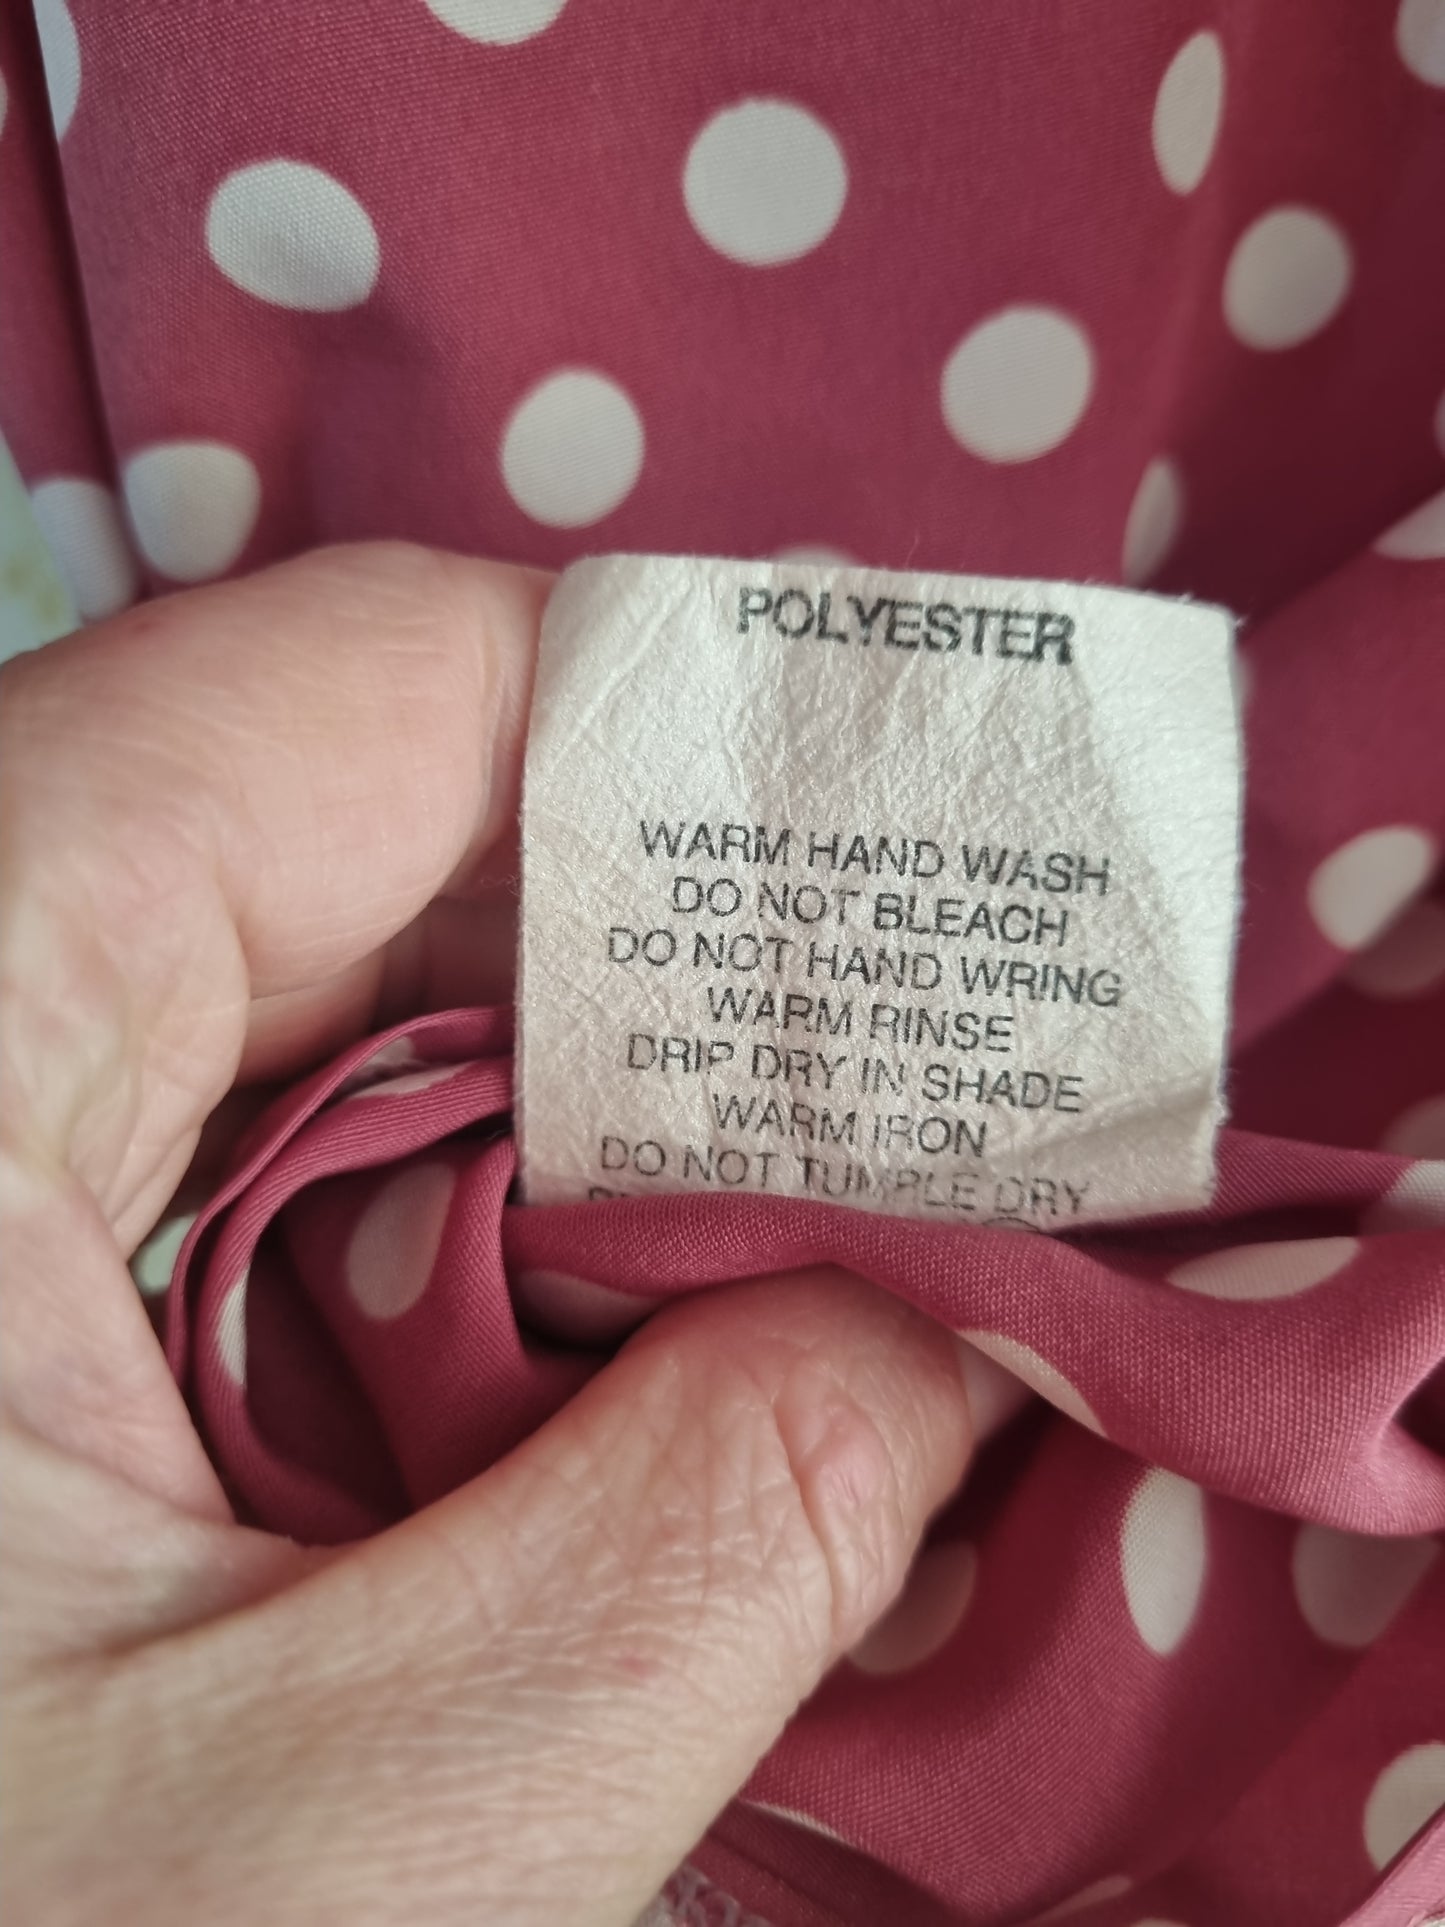 POLYESTER
WARM HAND WASH
DO NOT BLEACH
DO NOT HAND WRING
WARM RINSE
DRIP DRY IN SHADE
WARM IRON
DO NOT TUMBLE DRY